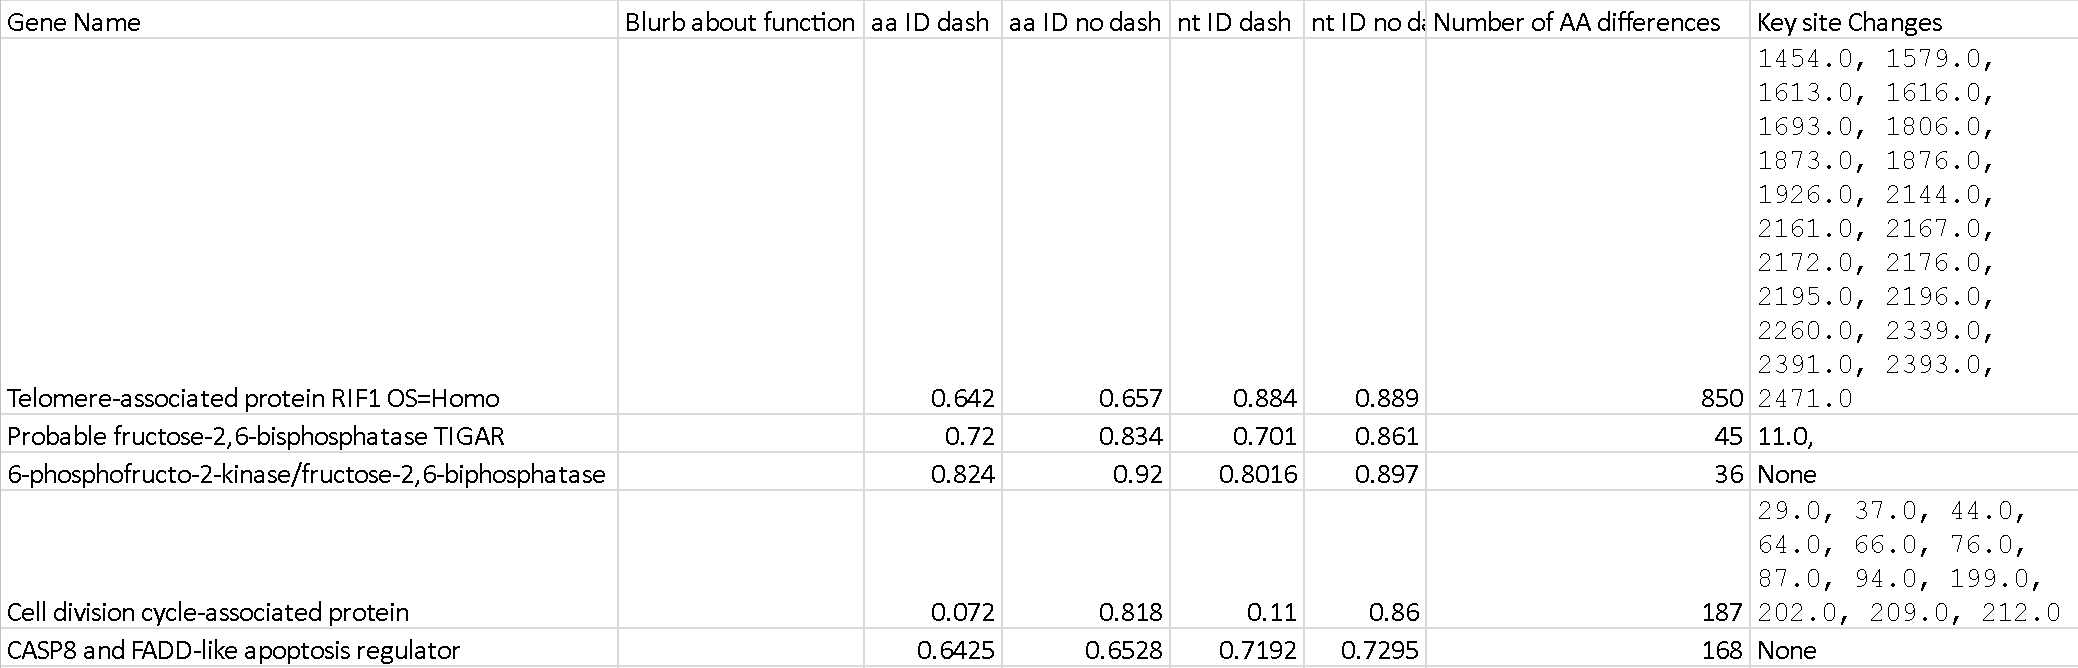 Gene Name Blurb about function aa ID dash aa ID no dash nt ID dash nt ID no da Number of AA differences Key site Changes
1454.0, 1579.0,
1613.0, 1616.0,
1693.0, 1806.0,
1873.0, 1876.0,
1926.0, 2144.0,
2161.0, 2167.0,
2172.0, 2176.0,
2195.0, 2196.0,
2260.0, 2339.0,
2391.0, 2393.0,
Telomere-associated protein RIF1 OS=Homo 0.642 0.657 0.884 0.889 850 2471.0
Probable fructose-2,6-bisphosphatase TIGAR 0.72 0.834 0.701 0.861 45 11.0,
6-phosphofructo-2-kinase/fructose-2,6-biphosphatase 0.824 0.92 0.8016 0.897 36 None
29.0, 37.0, 44.0,
64.0, 66.0, 76.0,
87.0, 94.0, 199.0,
Cell division cycle-associated protein 0.072 0.818 0.11 0.86 187 202.0, 209.0, 212.0
CASP8 and FADD-like apoptosis regulator 0.6425 0.6528 0.7192 0.7295 168 None